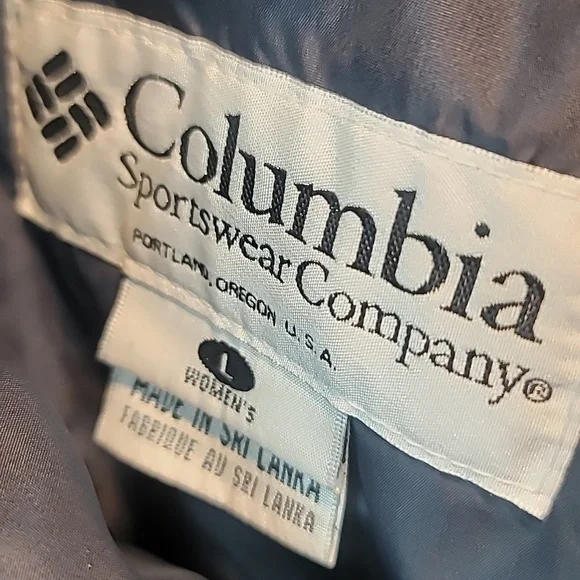 Columbia
Sportswear Company®
PORTLAND, OREGON U.S.A.
L
WOMEN'S
MADE IN SRI LANKA
FABRIQUE AU SRI LANKA